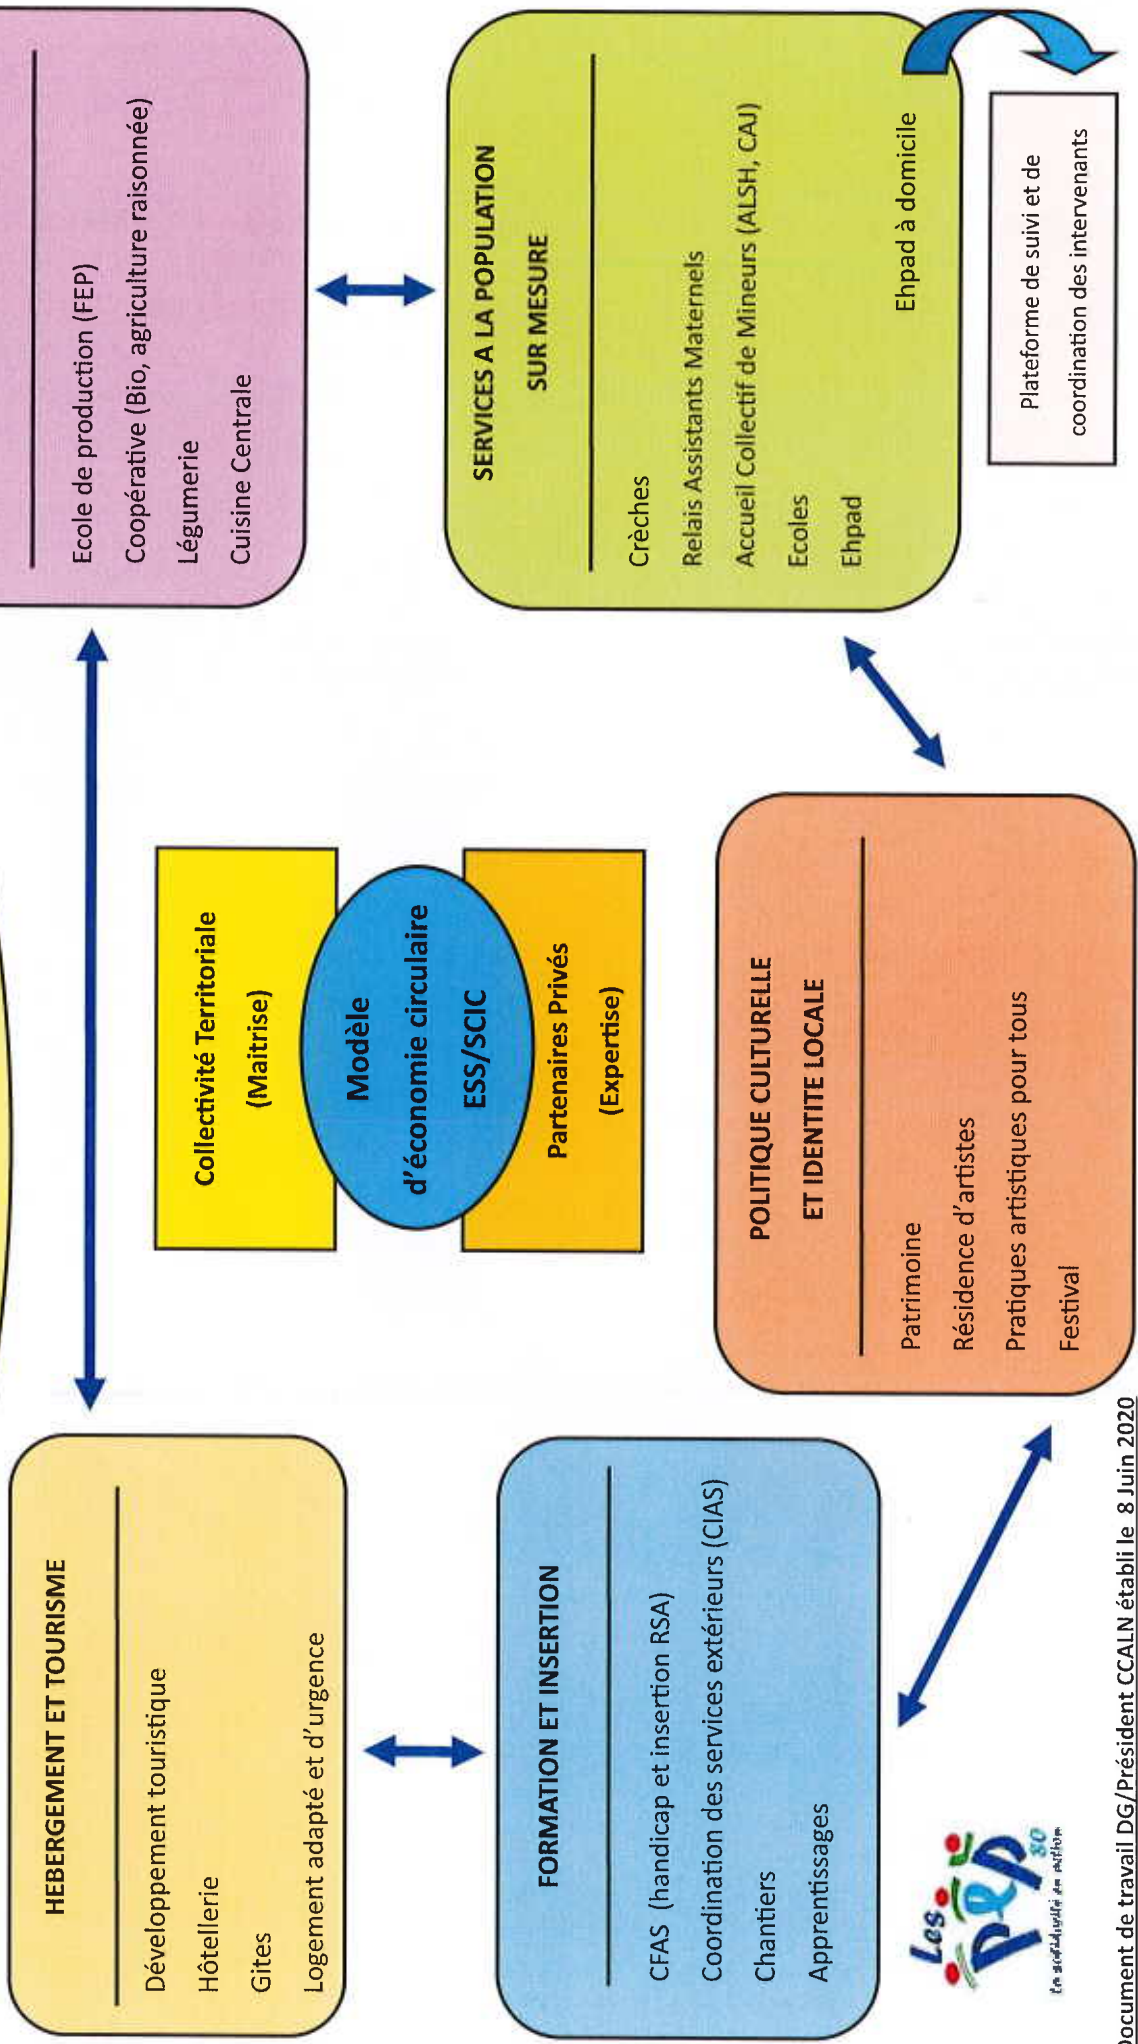 HEBERGEMENT ET TOURISME
Développement touristique
Hôtellerie
Gites
Logement adapté et d'urgence
Collectivité Territoriale
(Maitrise)
Modèle
d'économie circulaire
ESS/SCIC
Partenaires Privés
(Expertise)
Ecole de production (FEP)
Coopérative (Bio, agriculture raisonnée)
Légumerie
Cuisine Centrale
FORMATION ET INSERTION
CFAS (handicap et insertion RSA)
Coordination des services extérieurs (CIAS)
Chantiers
Apprentissages
POLITIQUE CULTURELLE
ET IDENTITE LOCALE
Patrimoine
Résidence d'artistes
Pratiques artistiques pour tous
Festival
SERVICES A LA POPULATION
SUR MESURE
Crèches
Relais Assistants Maternels
Accueil Collectif de Mineurs (ALSH, CAJ)
Ecoles
Ehpad
Ehpad à domicile
Plateforme de suivi et de
coordination des intervenants
Les
PEP
80
La solidarité en action
Document de travail DG/Président CCALN établi le 8 Juin 2020